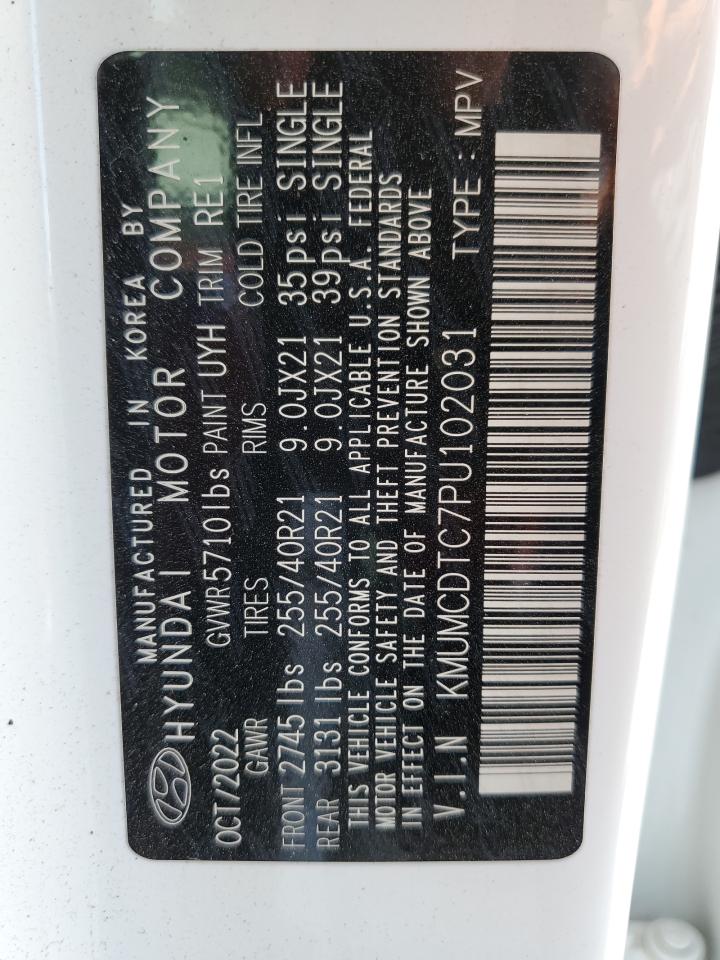 MANUFACTURED IN KOREA BY
HYUNDAI MOTOR COMPANY
OCT/2022 GVWR 5710 lbs PAINT UYH TRIM RE1
GAWR TIRES RIMS COLD TIRE INFL
FRONT 2745 lbs 255/40R21 9.0JX21 35 psi SINGLE
REAR 3131 lbs 255/40R21 9.0JX21 39 psi SINGLE
THIS VEHICLE CONFORMS TO ALL APPLICABLE U.S.A. FEDERAL
MOTOR VEHICLE SAFETY AND THEFT PREVENTION STANDARDS
IN EFFECT ON THE DATE OF MANUFACTURE SHOWN ABOVE
V.I.N KMUMCDTC7PU102031 TYPE : MPV